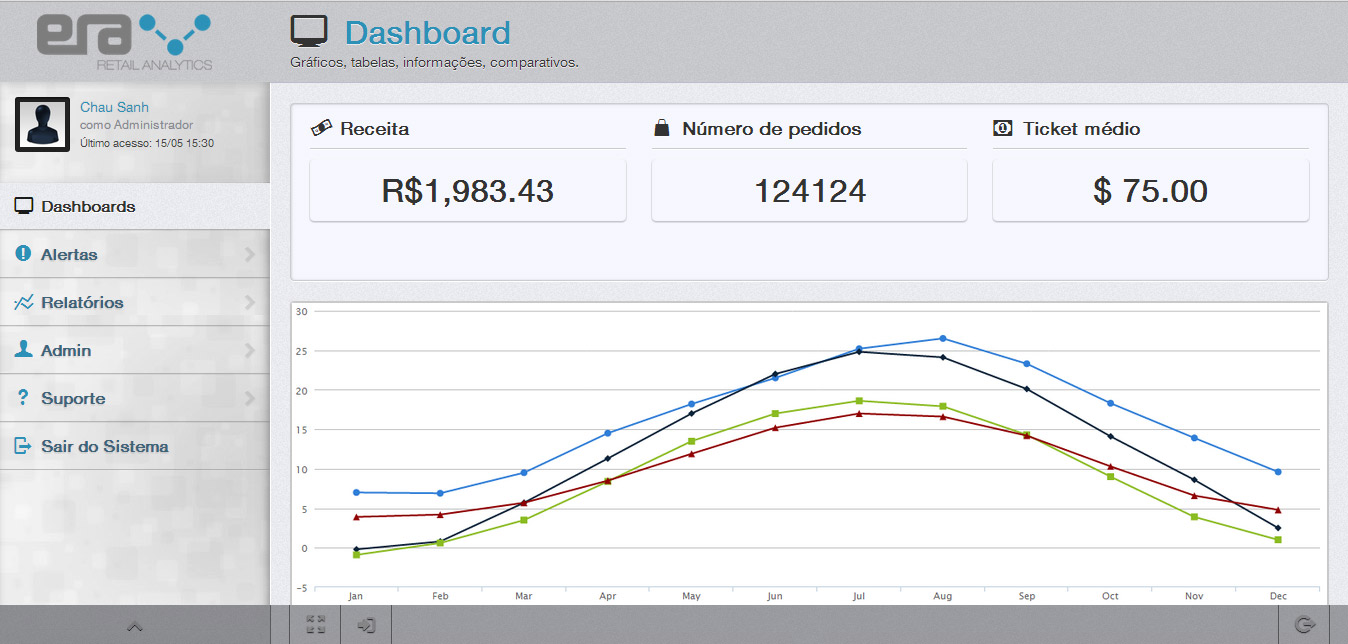 era
RETAIL ANALYTICS
Dashboard
Gráficos, tabelas, informações, comparativos.
Chau Sanh
como Administrador
Último acesso: 15/05 15:30
Dashboards
Alertas
Relatórios
Admin
Suporte
Sair do Sistema
Receita
R$1,983.43
Número de pedidos
124124
Ticket médio
$ 75.00
30
25
20
15
10
5
0
-5
Jan Feb Mar Apr May Jun Jul Aug Sep Oct Nov Dec